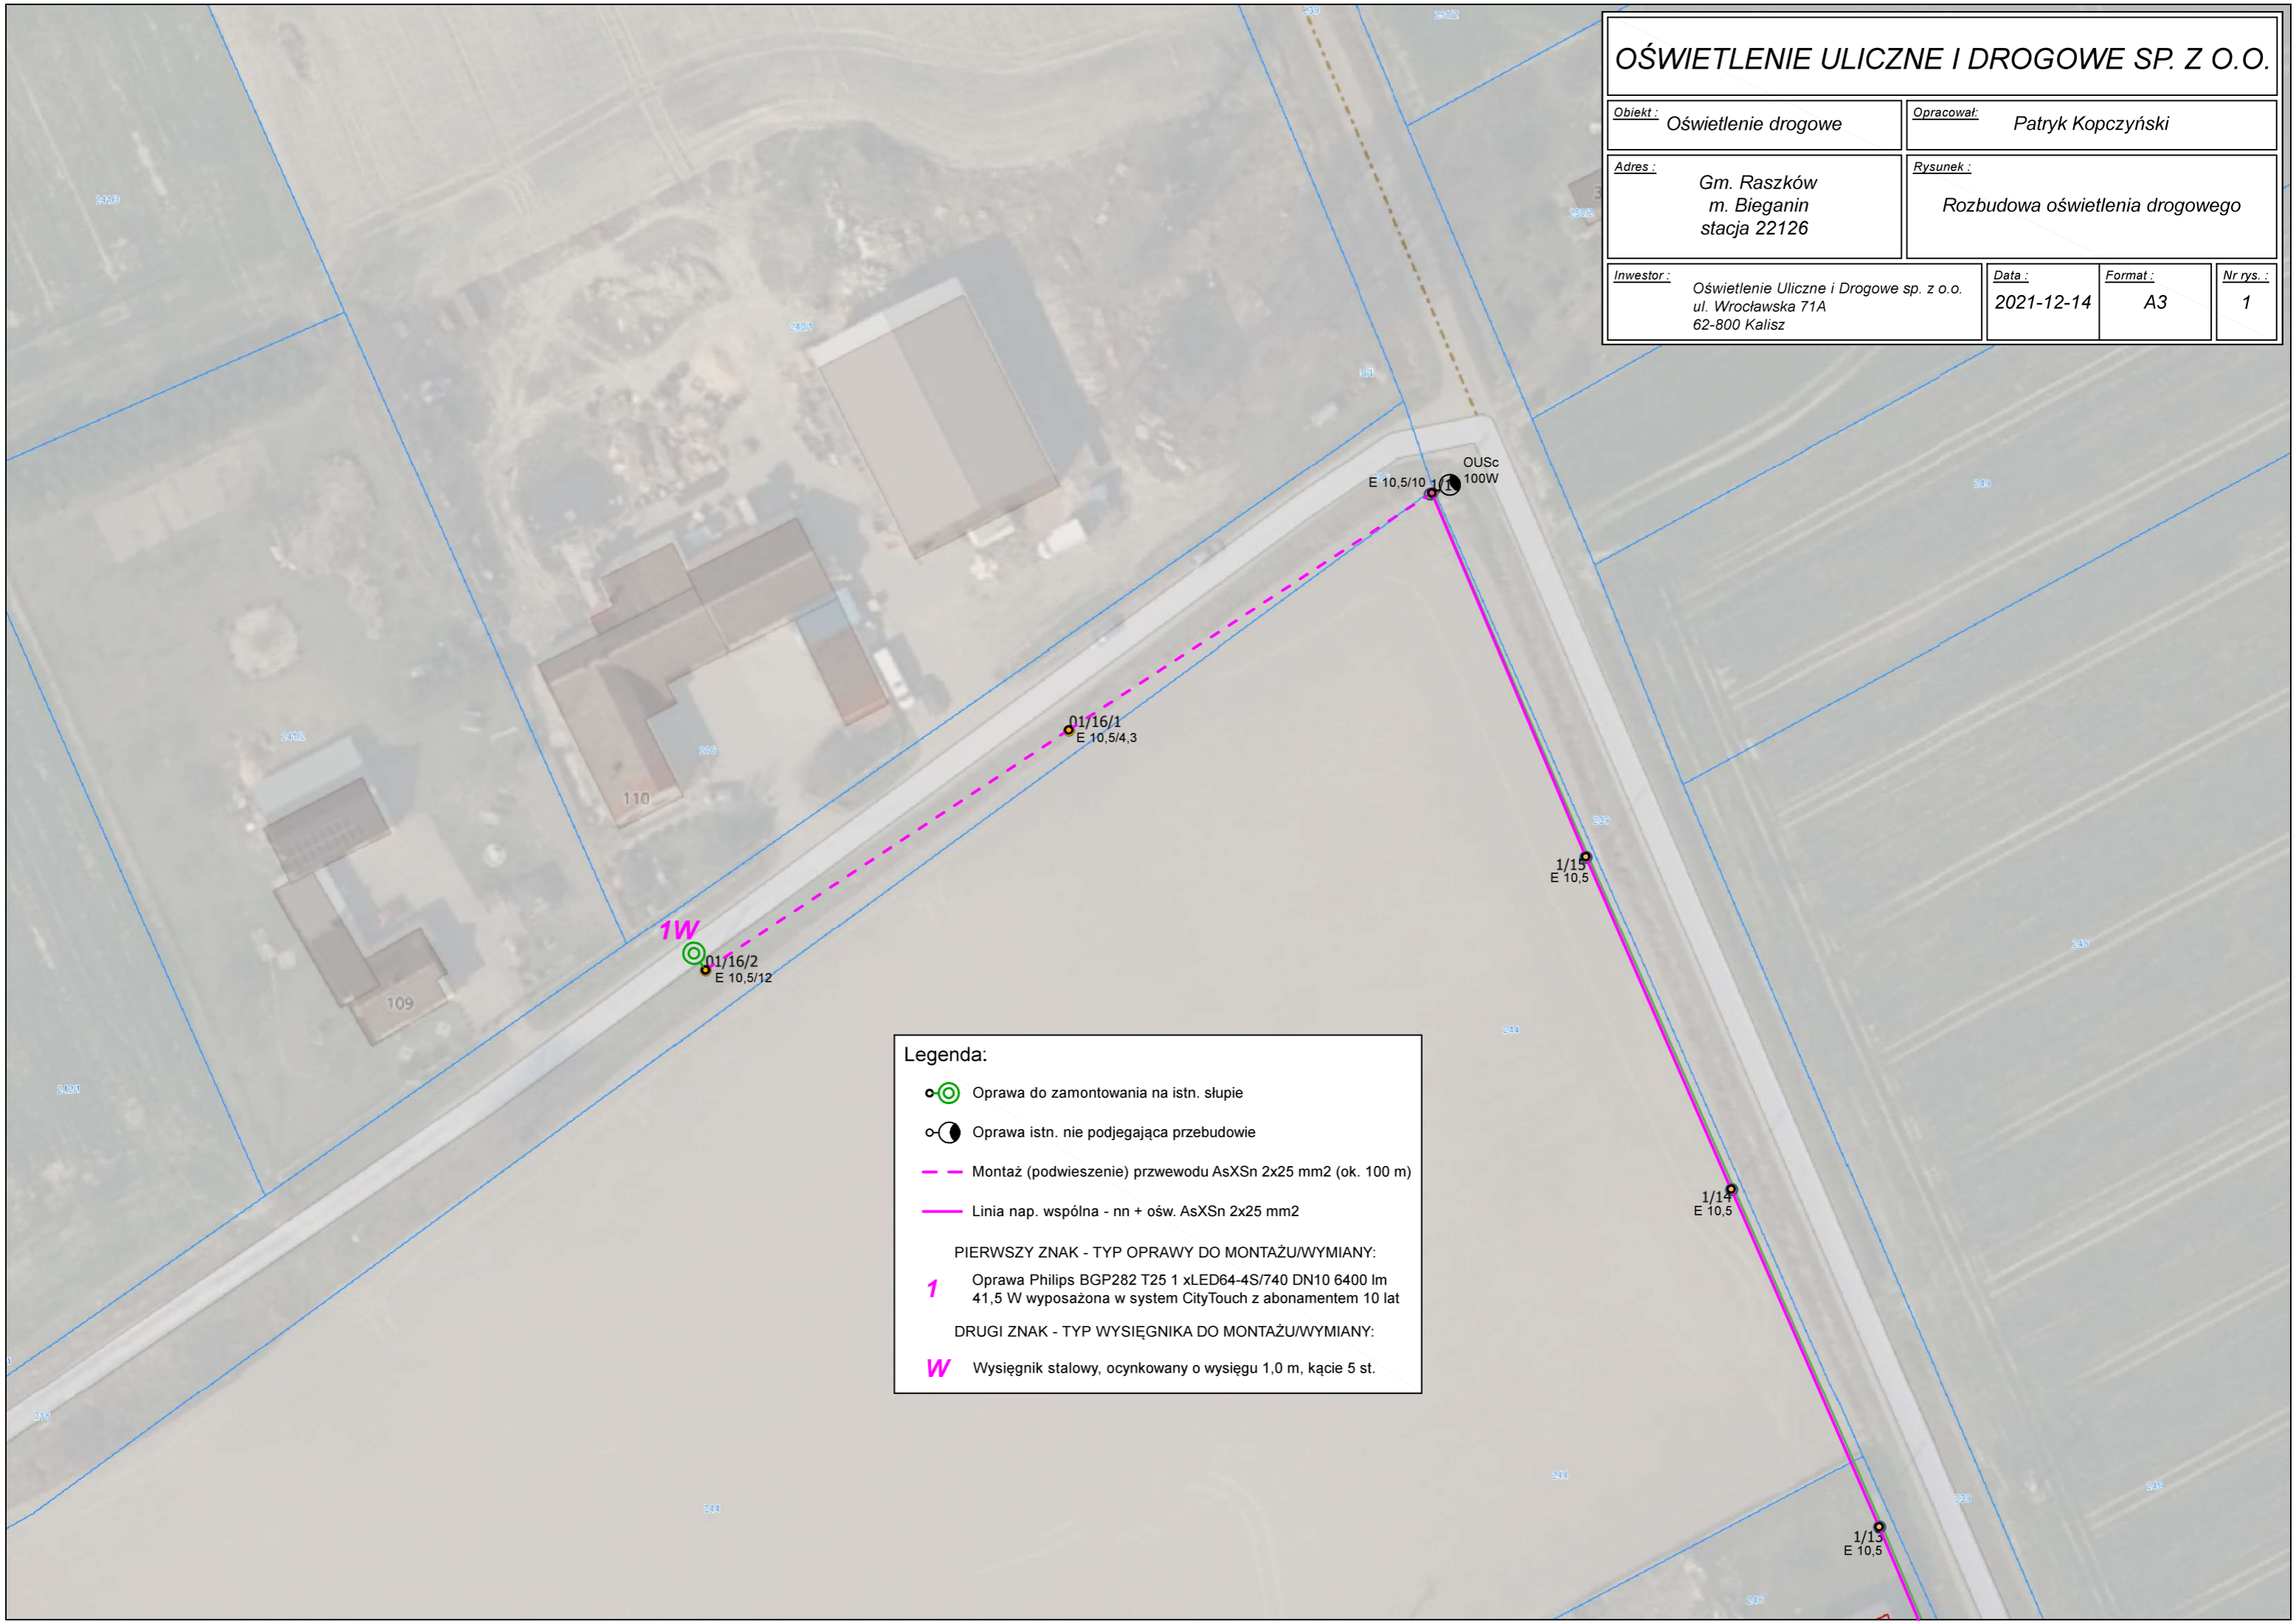 OŚWIETLENIE ULICZNE I DROGOWE SP. Z O.O.
Obiekt : Oświetlenie drogowe
Opracował: Patryk Kopczyński
Adres :
Gm. Raszków
m. Bieganin
stacja 22126
Rysunek :
Rozbudowa oświetlenia drogowego
Inwestor :
Oświetlenie Uliczne i Drogowe sp. z o.o.
ul. Wrocławska 71A
62-800 Kalisz
Data :
2021-12-14
Format :
A3
Nr rys. :
1
OUSc
100W
E 10,5/10
01/16/1
E 10,5/4,3
110
1/15
E 10,5
1W
01/16/2
E 10,5/12
109
244
Legenda:
Oprawa do zamontowania na istn. słupie
Oprawa istn. nie podjegająca przebudowie
Montaż (podwieszenie) przwewodu AsXSn 2x25 mm2 (ok. 100 m)
Linia nap. wspólna - nn + ośw. AsXSn 2x25 mm2
PIERWSZY ZNAK - TYP OPRAWY DO MONTAŻU/WYMIANY:
1
Oprawa Philips BGP282 T25 1 xLED64-4S/740 DN10 6400 lm
41,5 W wyposażona w system CityTouch z abonamentem 10 lat
DRUGI ZNAK - TYP WYSIĘGNIKA DO MONTAŻU/WYMIANY:
W
Wysięgnik stalowy, ocynkowany o wysięgu 1,0 m, kącie 5 st.
1/14
E 10,5
244
244
1/13
E 10,5